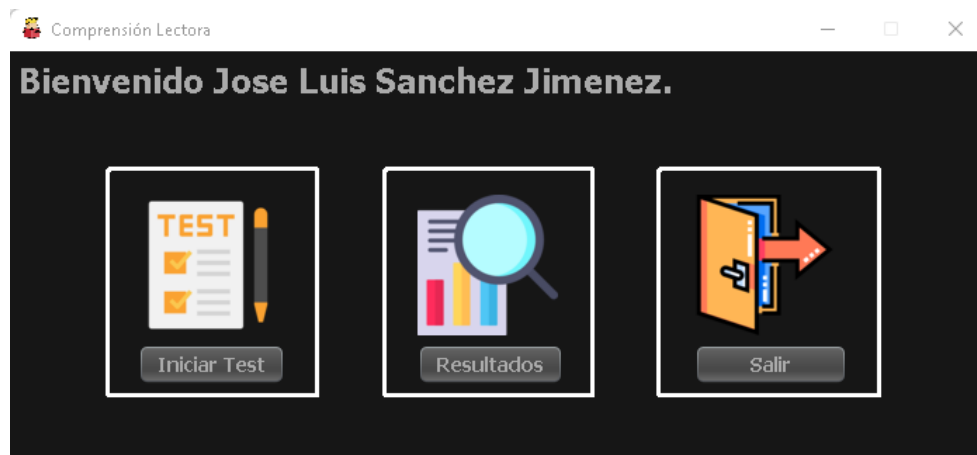 Comprensión Lectora
Bienvenido Jose Luis Sanchez Jimenez.
TEST
Iniciar Test
Resultados
Salir